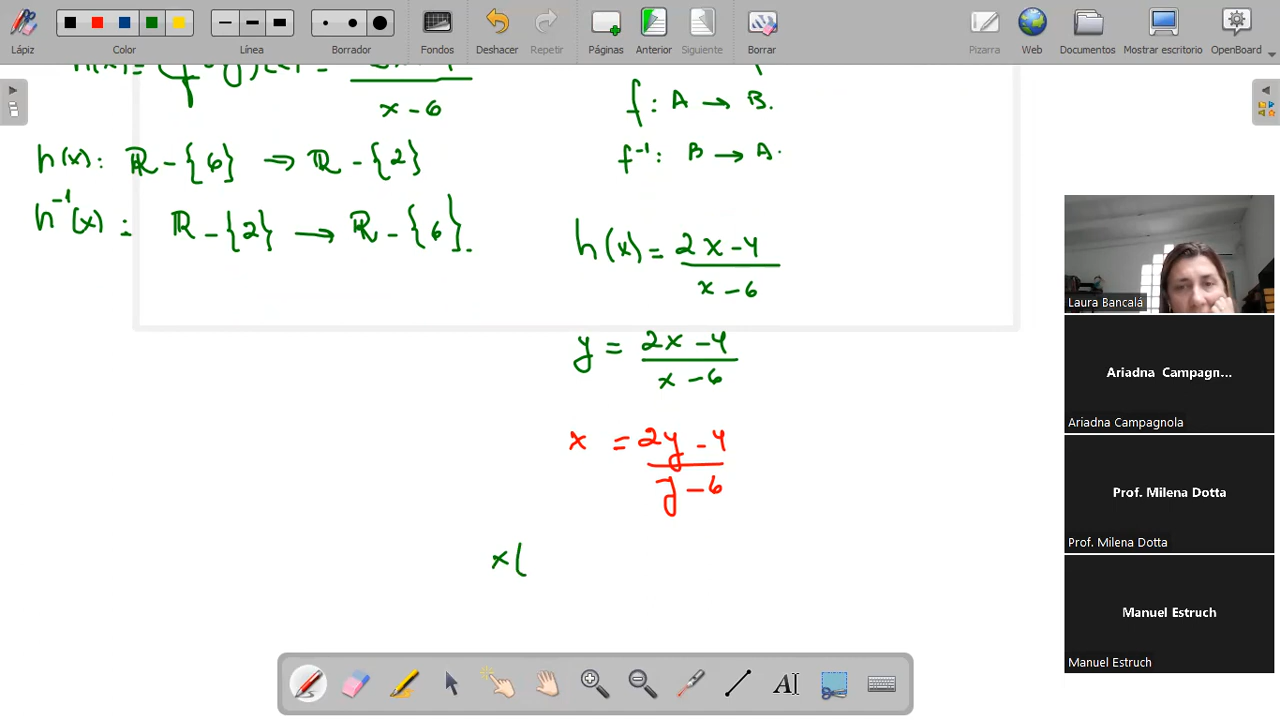 Lápiz Color Línea Borrador Fondos Deshacer Repetir Páginas Anterior Siguiente Borrar Pizarra Web Documentos Mostrar escritorio OpenBoard
x - 6
h(x): ℝ - {6} ⇒ ℝ - {2}
h⁻¹(x) : ℝ - {2} → ℝ - {6}.
f : A → B.
f⁻¹ : B → A.
h(x) = 2x - 4
x - 6
y = 2x - 4
x - 6
x = 2y - 4
y - 6
x(
Laura Bancalá
Ariadna Campagn...
Ariadna Campagnola
Prof. Milena Dotta
Prof. Milena Dotta
Manuel Estruch
Manuel Estruch